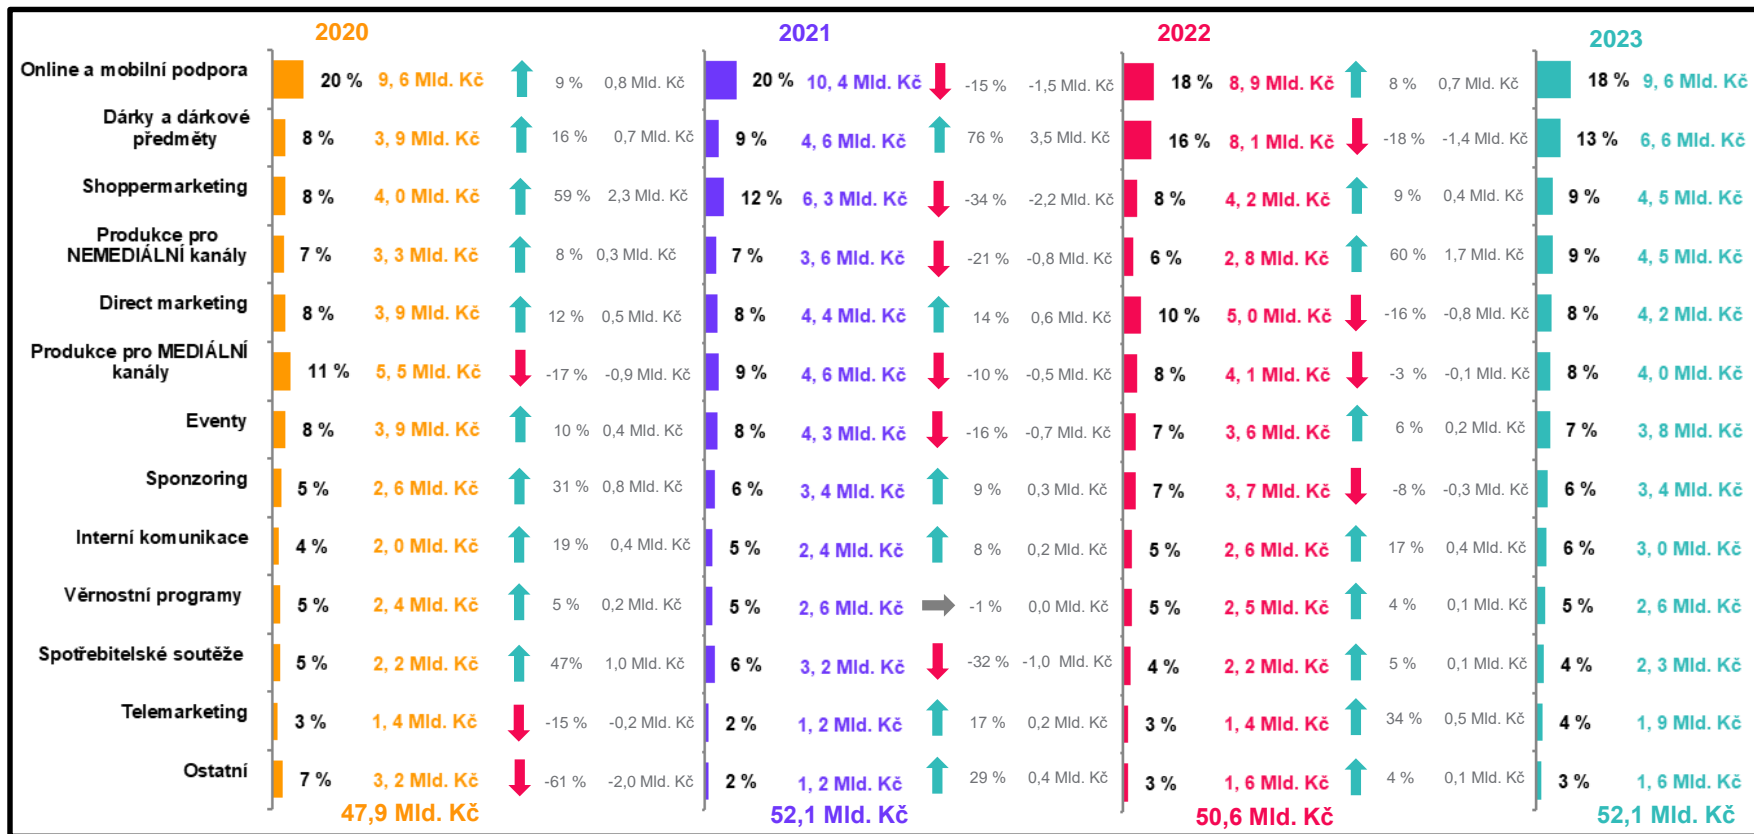 2020 2021 2022 2023
Online a mobilní podpora 20 % 9, 6 Mld. Kč 9 % 0,8 Mld. Kč 20 % 10, 4 Mld. Kč -15 % -1,5 Mld. Kč 18 % 8, 9 Mld. Kč 8 % 0,7 Mld. Kč 18 % 9, 6 Mld. Kč
Dárky a dárkové
předměty 8 % 3, 9 Mld. Kč 16 % 0,7 Mld. Kč 9 % 4, 6 Mld. Kč 76 % 3,5 Mld. Kč 16 % 8, 1 Mld. Kč -18 % -1,4 Mld. Kč 13 % 6, 6 Mld. Kč
Shoppermarketing 8 % 4, 0 Mld. Kč 59 % 2,3 Mld. Kč 12 % 6, 3 Mld. Kč -34 % -2,2 Mld. Kč 8 % 4, 2 Mld. Kč 9 % 0,4 Mld. Kč 9 % 4, 5 Mld. Kč
Produkce pro
NEMEDIÁLNÍ kanály 7 % 3, 3 Mld. Kč 8 % 0,3 Mld. Kč 7 % 3, 6 Mld. Kč -21 % -0,8 Mld. Kč 6 % 2, 8 Mld. Kč 60 % 1,7 Mld. Kč 9 % 4, 5 Mld. Kč
Direct marketing 8 % 3, 9 Mld. Kč 12 % 0,5 Mld. Kč 8 % 4, 4 Mld. Kč 14 % 0,6 Mld. Kč 10 % 5, 0 Mld. Kč -16 % -0,8 Mld. Kč 8 % 4, 2 Mld. Kč
Produkce pro MEDIÁLNÍ
kanály 11 % 5, 5 Mld. Kč -17 % -0,9 Mld. Kč 9 % 4, 6 Mld. Kč -10 % -0,5 Mld. Kč 8 % 4, 1 Mld. Kč -3 % -0,1 Mld. Kč 8 % 4, 0 Mld. Kč
Eventy 8 % 3, 9 Mld. Kč 10 % 0,4 Mld. Kč 8 % 4, 3 Mld. Kč -16 % -0,7 Mld. Kč 7 % 3, 6 Mld. Kč 6 % 0,2 Mld. Kč 7 % 3, 8 Mld. Kč
Sponzoring 5 % 2, 6 Mld. Kč 31 % 0,8 Mld. Kč 6 % 3, 4 Mld. Kč 9 % 0,3 Mld. Kč 7 % 3, 7 Mld. Kč -8 % -0,3 Mld. Kč 6 % 3, 4 Mld. Kč
Interní komunikace 4 % 2, 0 Mld. Kč 19 % 0,4 Mld. Kč 5 % 2, 4 Mld. Kč 8 % 0,2 Mld. Kč 5 % 2, 6 Mld. Kč 17 % 0,4 Mld. Kč 6 % 3, 0 Mld. Kč
Věrnostní programy 5 % 2, 4 Mld. Kč 5 % 0,2 Mld. Kč 5 % 2, 6 Mld. Kč -1 % 0,0 Mld. Kč 5 % 2, 5 Mld. Kč 4 % 0,1 Mld. Kč 5 % 2, 6 Mld. Kč
Spotřebitelské soutěže 5 % 2, 2 Mld. Kč 47% 1,0 Mld. Kč 6 % 3, 2 Mld. Kč -32 % -1,0 Mld. Kč 4 % 2, 2 Mld. Kč 5 % 0,1 Mld. Kč 4 % 2, 3 Mld. Kč
Telemarketing 3 % 1, 4 Mld. Kč -15 % -0,2 Mld. Kč 2 % 1, 2 Mld. Kč 17 % 0,2 Mld. Kč 3 % 1, 4 Mld. Kč 34 % 0,5 Mld. Kč 4 % 1, 9 Mld. Kč
Ostatní 7 % 3, 2 Mld. Kč -61 % -2,0 Mld. Kč 2 % 1, 2 Mld. Kč 29 % 0,4 Mld. Kč 3 % 1, 6 Mld. Kč 4 % 0,1 Mld. Kč 3 % 1, 6 Mld. Kč
47,9 Mld. Kč 52,1 Mld. Kč 50,6 Mld. Kč 52,1 Mld. Kč